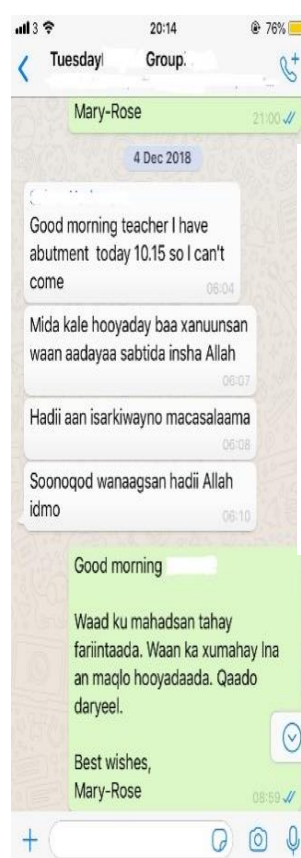 3 20:14 76%
Tuesday Group
Mary-Rose
21:00
4 Dec 2018
Good morning teacher I have
abutment today 10.15 so I can't
come
06:04
Mida kale hooyaday baa xanuunsan
waan aadayaa sabtida insha Allah
06:07
Hadii aan isarkiwayno macasalaama
06:08
Soonoqod wanaagsan hadii Allah
idmo
06:10
Good morning
Waad ku mahadsan tahay
fariintaada. Waan ka xumahay Ina
an maqlo hooyadaada. Qaado
daryeel.
Best wishes,
Mary-Rose
08:59